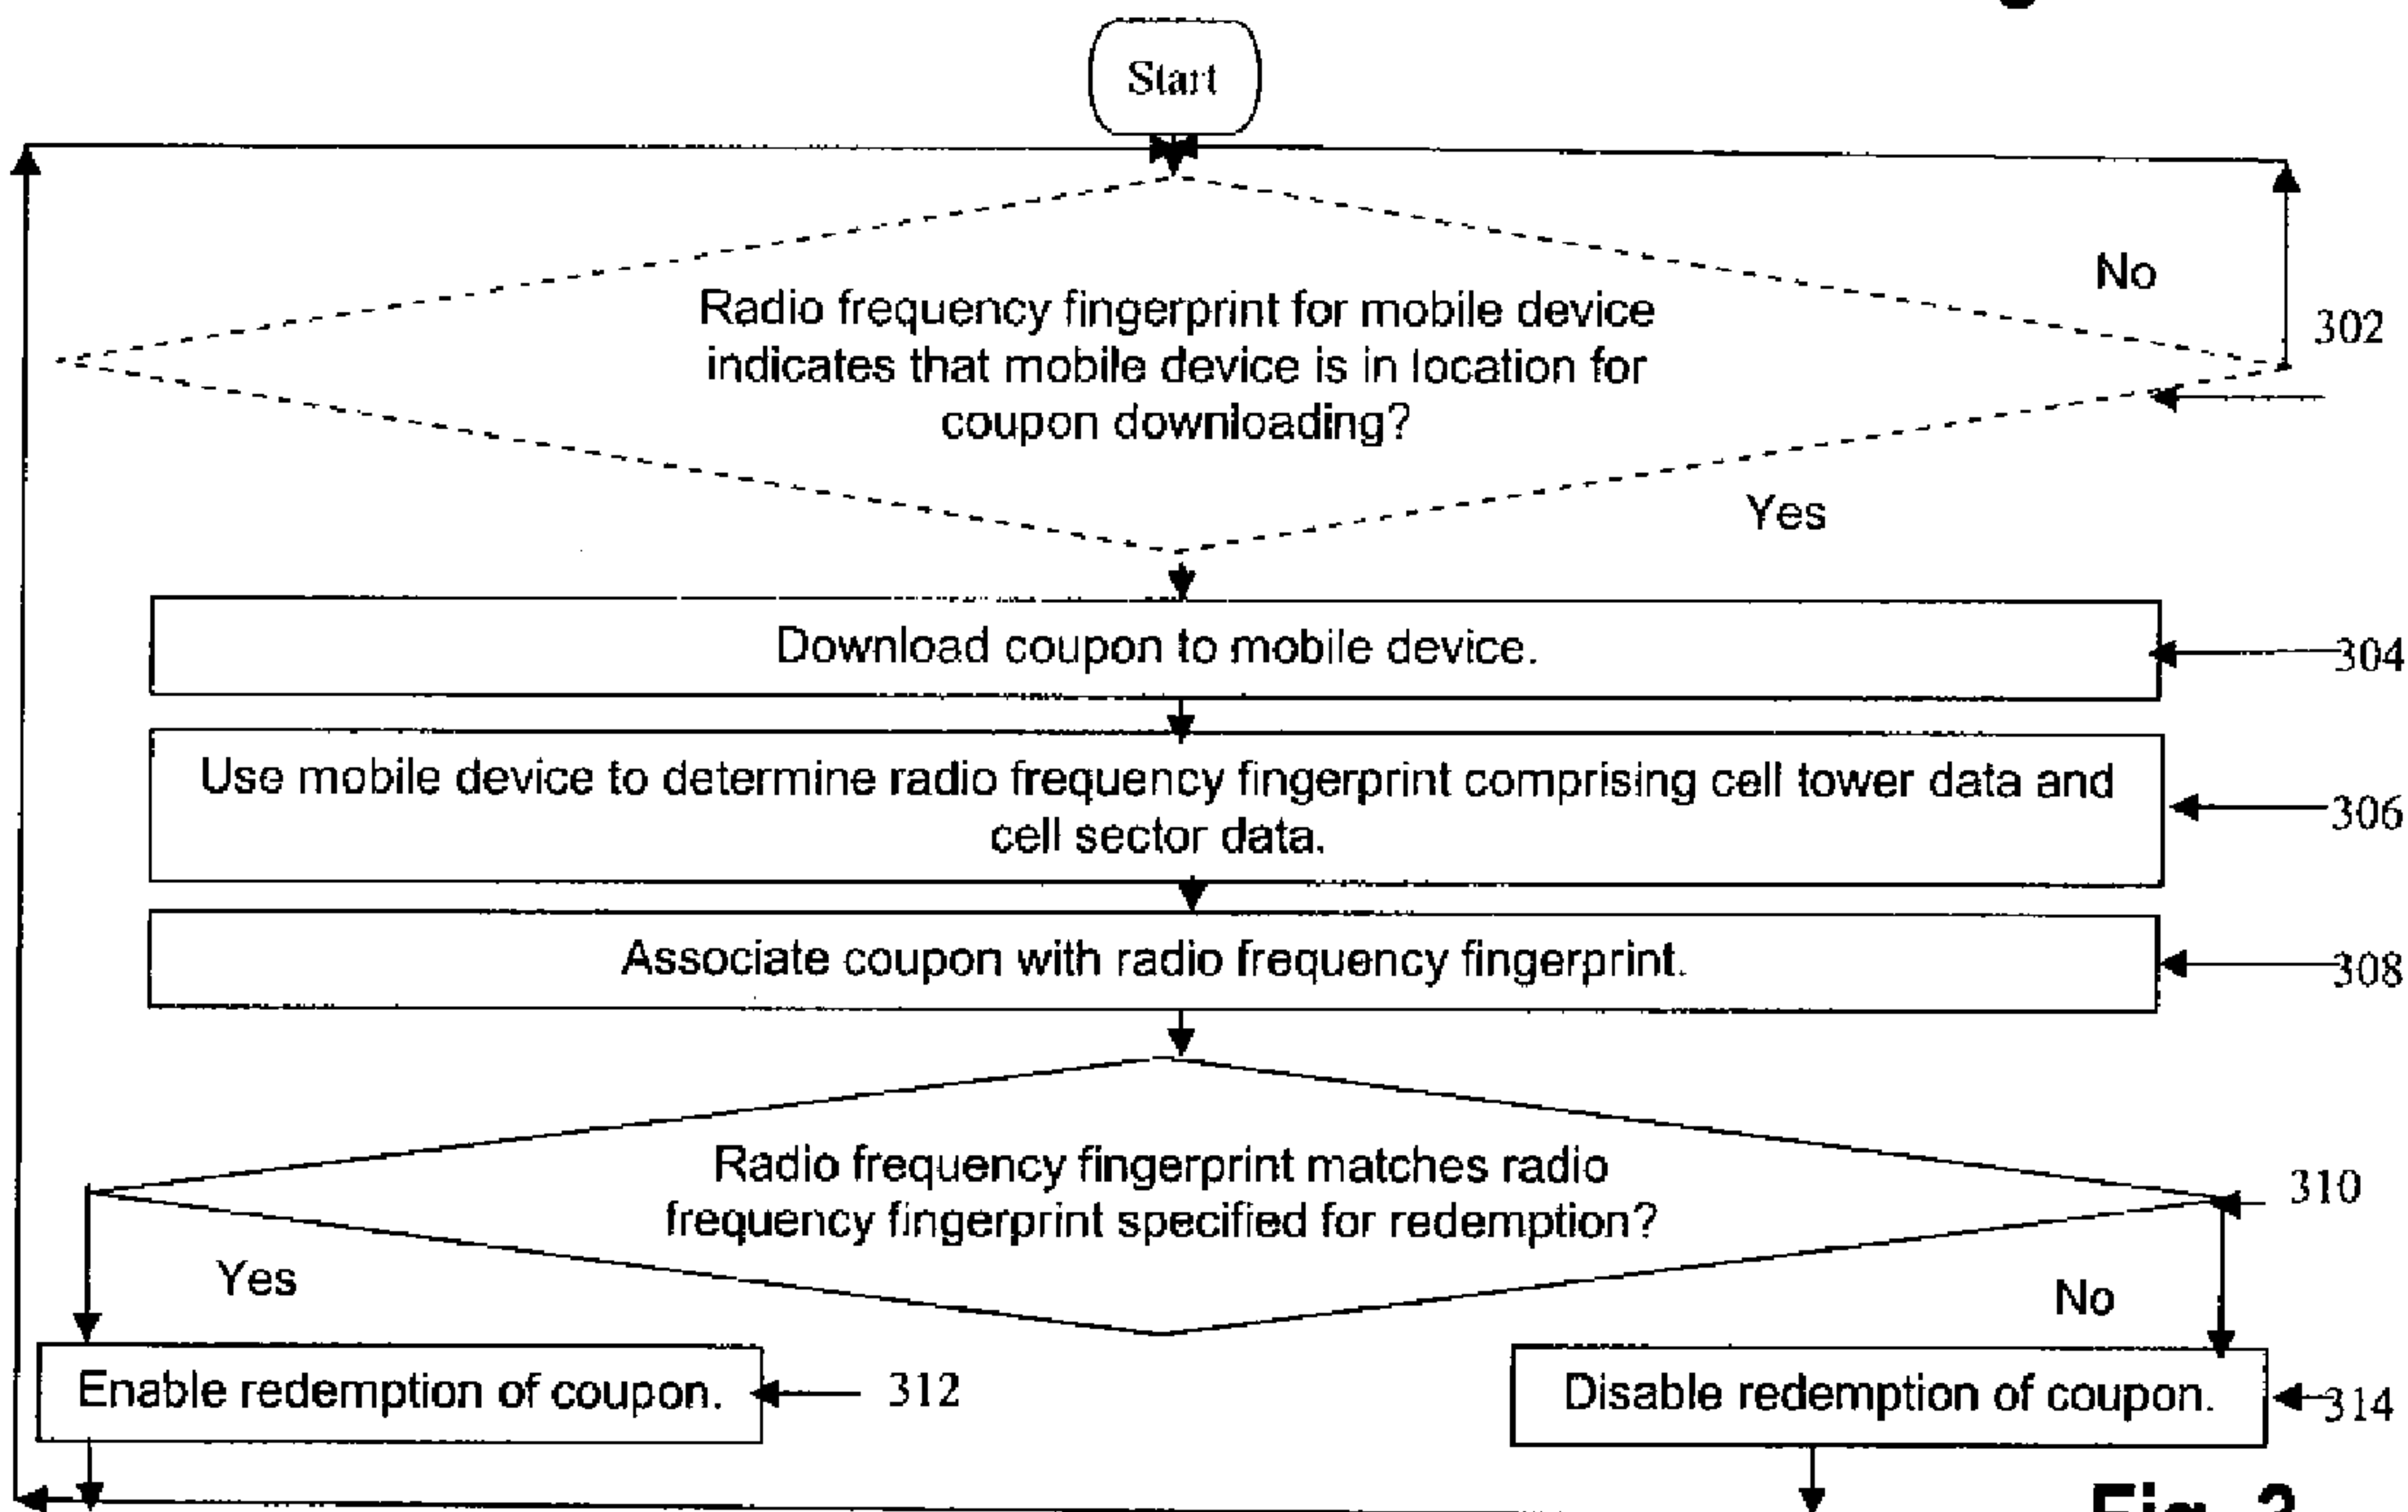 Start
No
302
Radio frequency fingerprint for mobile device
indicates that mobile device is in location for
coupon downloading?
Yes
Download coupon to mobile device.
304
Use mobile device to determine radio frequency fingerprint comprising cell tower data and
cell sector data.
306
Associate coupon with radio frequency fingerprint.
308
Radio frequency fingerprint matches radio
frequency fingerprint specified for redemption?
310
Yes
No
Enable redemption of coupon.
312
Disable redemption of coupon.
314